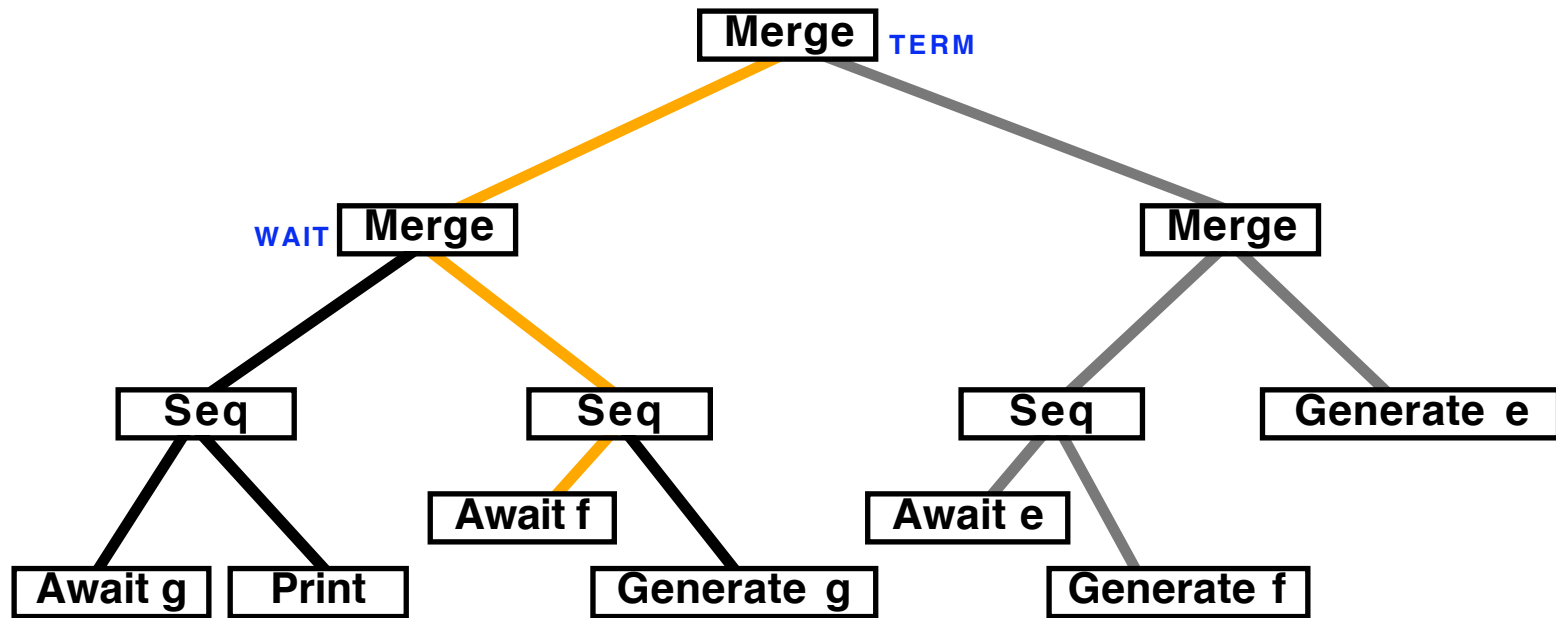 Merge
TERM
WAIT
Merge
Merge
Seq
Seq
Seq
Generate e
Await f
Await e
Await g
Print
Generate g
Generate f